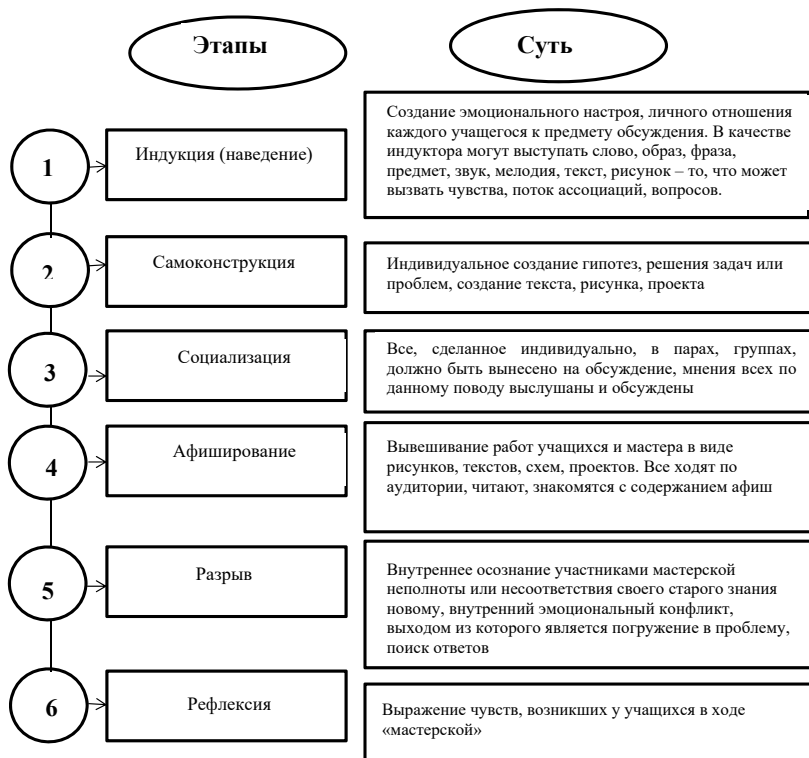 Этапы
Суть
1
Индукция (наведение)
Создание эмоционального настроя, личного отношения
каждого учащегося к предмету обсуждения. В качестве
индуктора могут выступать слово, образ, фраза,
предмет, звук, мелодия, текст, рисунок – то, что может
вызвать чувства, поток ассоциаций, вопросов.
2
Самоконструкция
Индивидуальное создание гипотез, решения задач или
проблем, создание текста, рисунка, проекта
3
Социализация
Все, сделанное индивидуально, в парах, группах,
должно быть вынесено на обсуждение, мнения всех по
данному поводу выслушаны и обсуждены
4
Афиширование
Вывешивание работ учащихся и мастера в виде
рисунков, текстов, схем, проектов. Все ходят по
аудитории, читают, знакомятся с содержанием афиш
5
Разрыв
Внутреннее осознание участниками мастерской
неполноты или несоответствия своего старого знания
новому, внутренний эмоциональный конфликт,
выходом из которого является погружение в проблему,
поиск ответов
6
Рефлексия
Выражение чувств, возникших у учащихся в ходе
«мастерской»